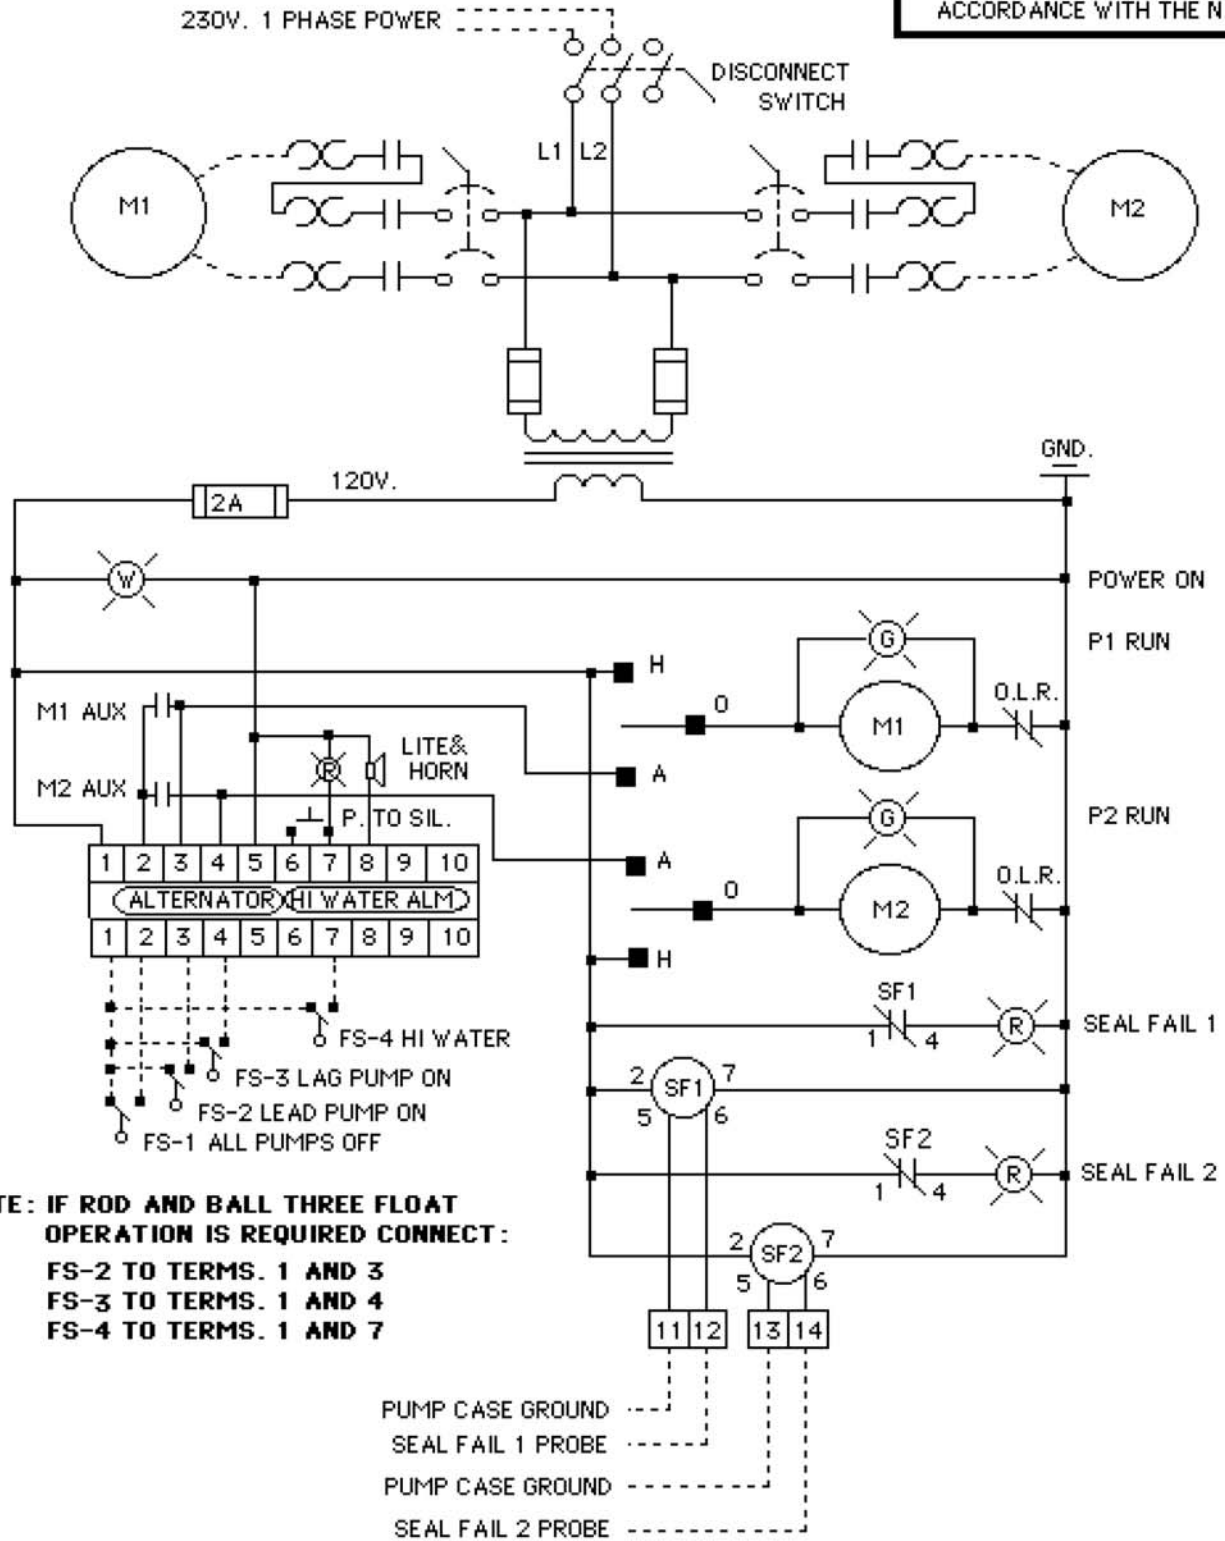 ACCORDANCE WITH THE N
230V. 1 PHASE POWER
DISCONNECT
SWITCH
L1 L2
M1
M2
GND.
120V.
2A
W
POWER ON
G
P1 RUN
H
O
O.L.R.
M1
M1 AUX
A
LITE&
HORN
R
M2 AUX
P. TO SIL.
G
P2 RUN
A
O
O.L.R.
M2
H
1 2 3 4 5 6 7 8 9 10
ALTERNATOR HI WATER ALM
1 2 3 4 5 6 7 8 9 10
FS-4 HI WATER
FS-3 LAG PUMP ON
FS-2 LEAD PUMP ON
FS-1 ALL PUMPS OFF
SF1
1 4
R
SEAL FAIL 1
2 SF1 7
5 6
SF2
1 4
R
SEAL FAIL 2
2 SF2 7
5 6
TE: IF ROD AND BALL THREE FLOAT
OPERATION IS REQUIRED CONNECT:
FS-2 TO TERMS. 1 AND 3
FS-3 TO TERMS. 1 AND 4
FS-4 TO TERMS. 1 AND 7
11 12 13 14
PUMP CASE GROUND
SEAL FAIL 1 PROBE
PUMP CASE GROUND
SEAL FAIL 2 PROBE